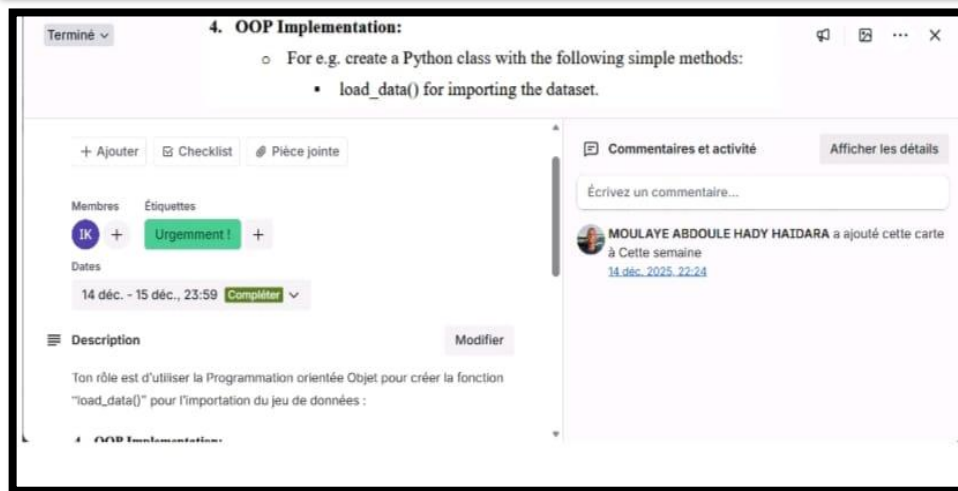 Terminé
4. OOP Implementation:
o For e.g. create a Python class with the following simple methods:
▪ load_data() for importing the dataset.
+ Ajouter
Checklist
Pièce jointe
Membres
Étiquettes
IK
+
Urgemment !
+
Dates
14 déc. - 15 déc., 23:59 Compléter
Description
Modifier
Ton rôle est d'utiliser la Programmation orientée Objet pour créer la fonction
"load_data()" pour l'importation du jeu de données :
4. OOP Implementation:
Commentaires et activité
Afficher les détails
Écrivez un commentaire...
MOULAYE ABDOULE HADY HAIDARA a ajouté cette carte
à Cette semaine
14 déc. 2025, 22:24